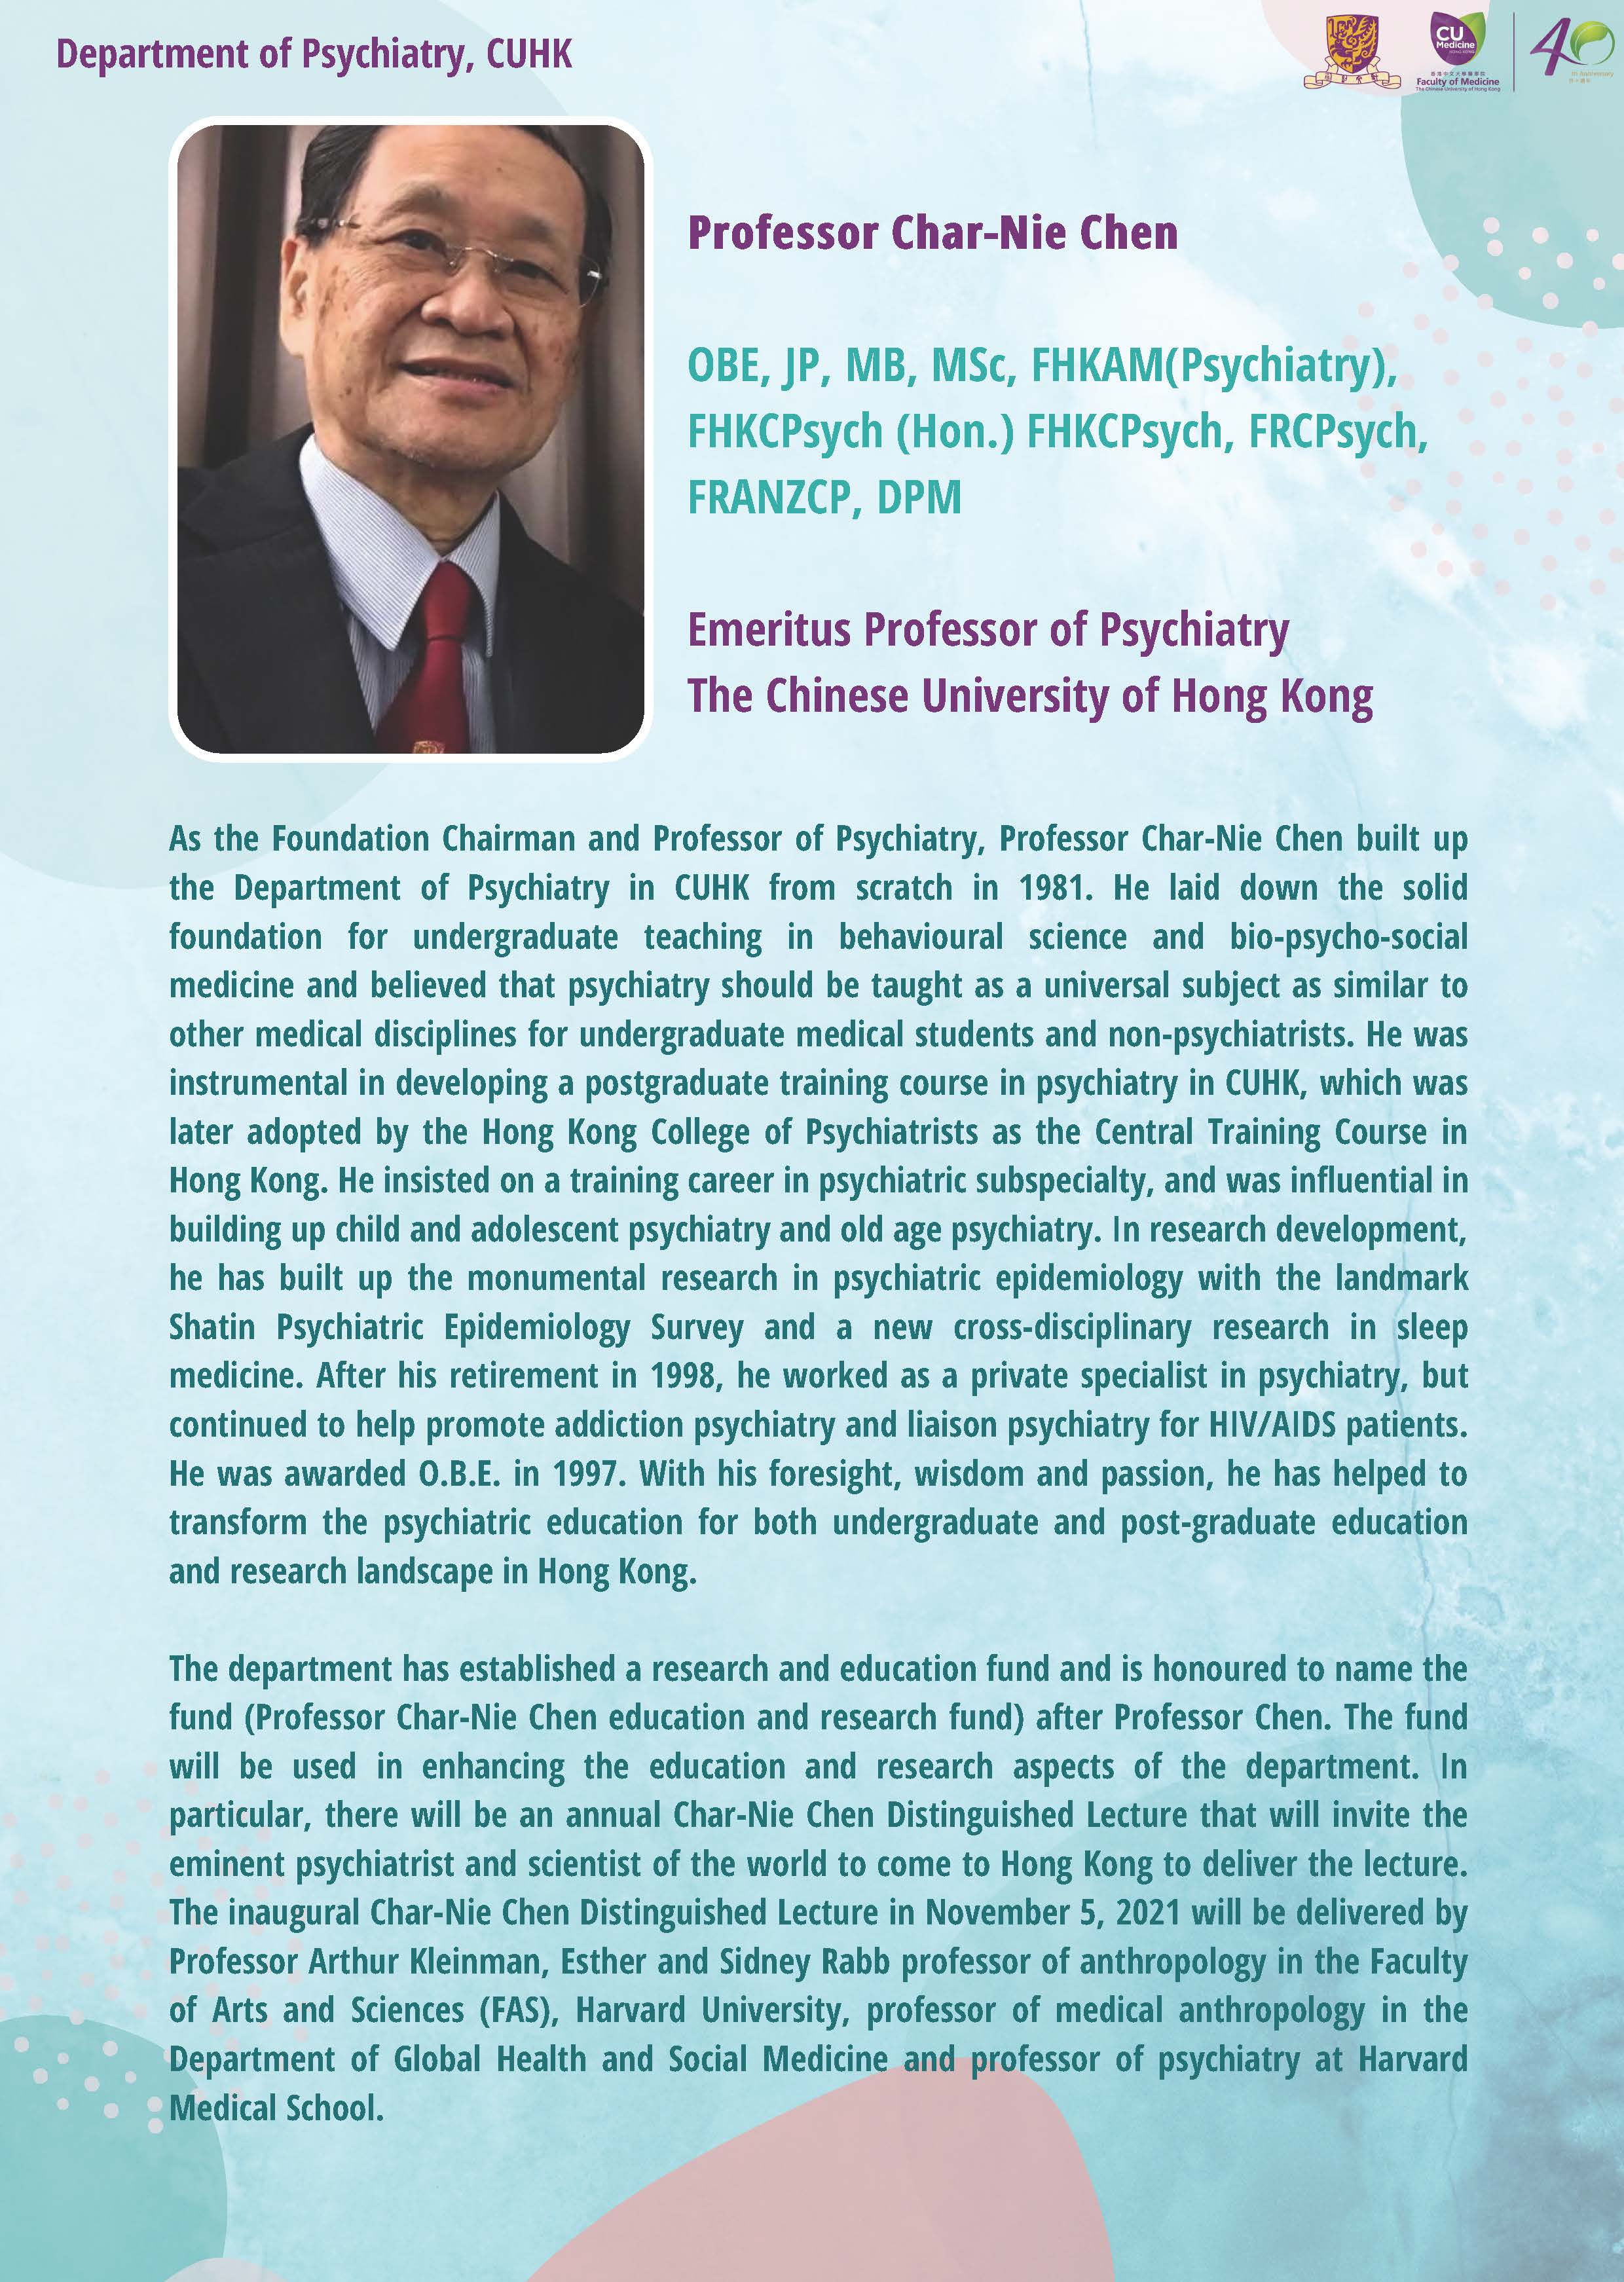 Department of Psychiatry, CUHK
CU
Medicine
香港中文大學醫學院
Faculty of Medicine
The Chinese University of Hong Kong
40
th Anniversary
Professor Char-Nie Chen
OBE, JP, MB, MSc, FHKAM(Psychiatry),
FHKCPsych (Hon.) FHKCPsych, FRCPsych,
FRANZCP, DPM
Emeritus Professor of Psychiatry
The Chinese University of Hong Kong
As the Foundation Chairman and Professor of Psychiatry, Professor Char-Nie Chen built up
the Department of Psychiatry in CUHK from scratch in 1981. He laid down the solid
foundation for undergraduate teaching in behavioural science and bio-psycho-social
medicine and believed that psychiatry should be taught as a universal subject as similar to
other medical disciplines for undergraduate medical students and non-psychiatrists. He was
instrumental in developing a postgraduate training course in psychiatry in CUHK, which was
later adopted by the Hong Kong College of Psychiatrists as the Central Training Course in
Hong Kong. He insisted on a training career in psychiatric subspecialty, and was influential in
building up child and adolescent psychiatry and old age psychiatry. In research development,
he has built up the monumental research in psychiatric epidemiology with the landmark
Shatin Psychiatric Epidemiology Survey and a new cross-disciplinary research in sleep
medicine. After his retirement in 1998, he worked as a private specialist in psychiatry, but
continued to help promote addiction psychiatry and liaison psychiatry for HIV/AIDS patients.
He was awarded O.B.E. in 1997. With his foresight, wisdom and passion, he has helped to
transform the psychiatric education for both undergraduate and post-graduate education
and research landscape in Hong Kong.
The department has established a research and education fund and is honoured to name the
fund (Professor Char-Nie Chen education and research fund) after Professor Chen. The fund
will be used in enhancing the education and research aspects of the department. In
particular, there will be an annual Char-Nie Chen Distinguished Lecture that will invite the
eminent psychiatrist and scientist of the world to come to Hong Kong to deliver the lecture.
The inaugural Char-Nie Chen Distinguished Lecture in November 5, 2021 will be delivered by
Professor Arthur Kleinman, Esther and Sidney Rabb professor of anthropology in the Faculty
of Arts and Sciences (FAS), Harvard University, professor of medical anthropology in the
Department of Global Health and Social Medicine and professor of psychiatry at Harvard
Medical School.